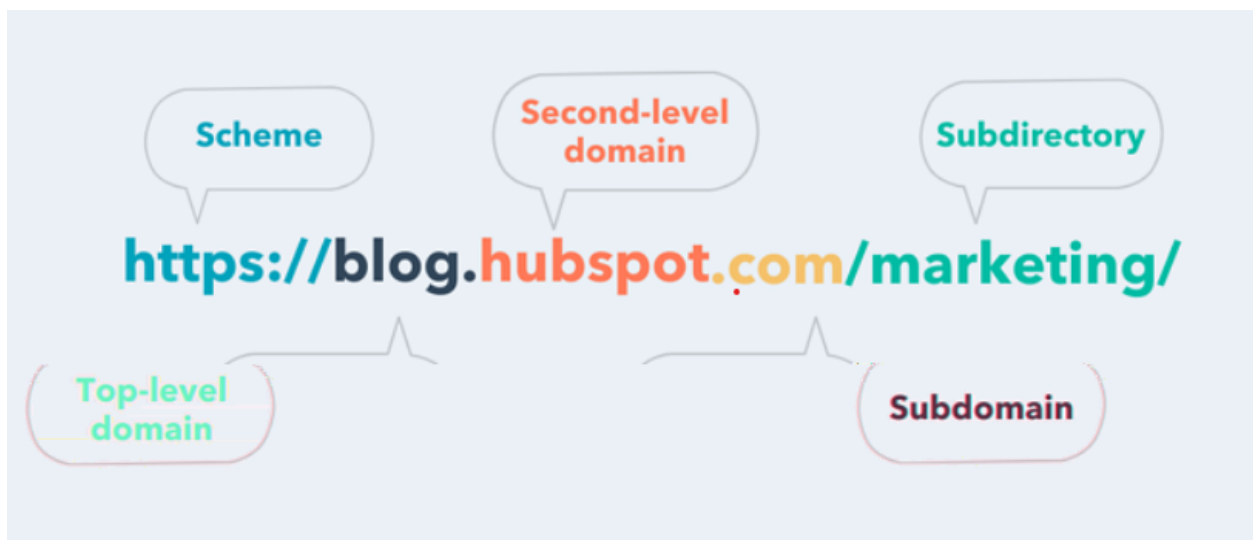 Scheme
Second-level
domain
Subdirectory
https://blog.hubspot.com/marketing/
Top-level
domain
Subdomain